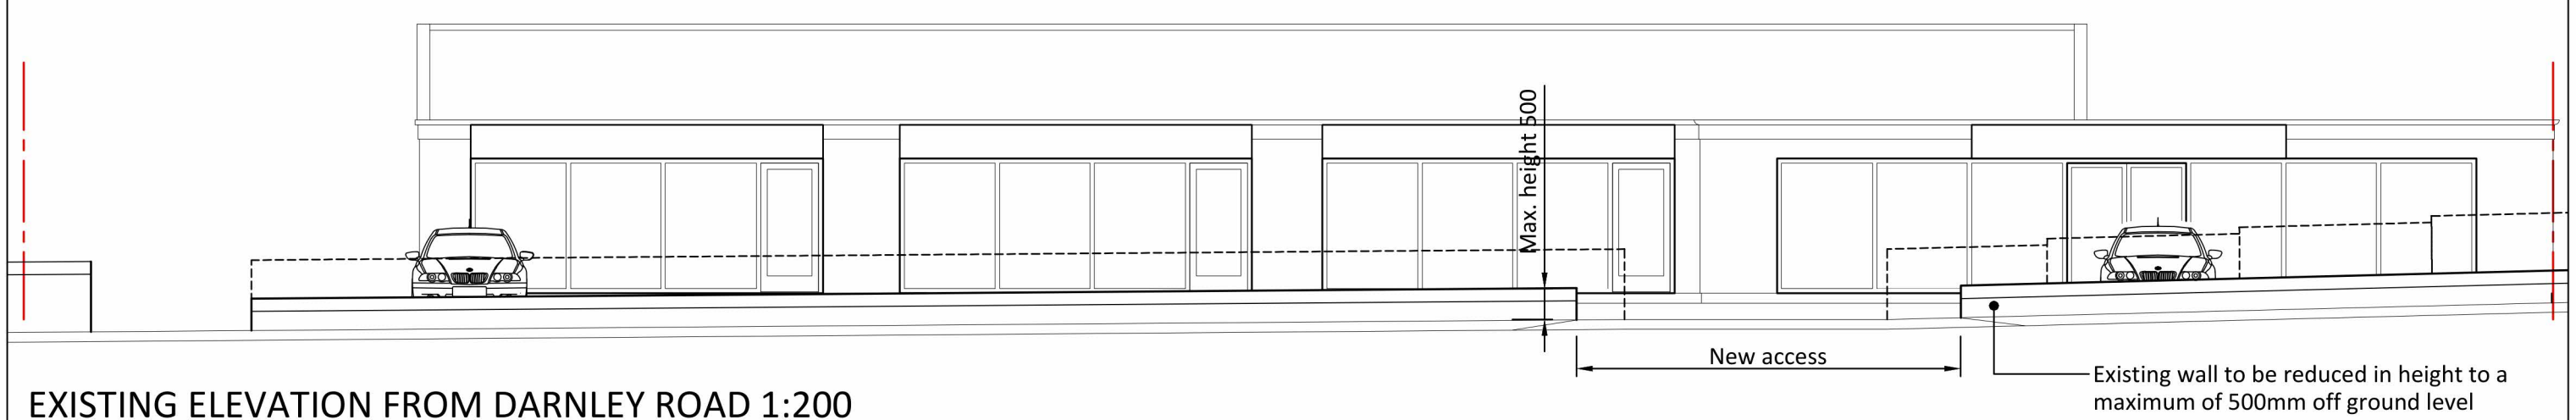 Max. height 500
New access
Existing wall to be reduced in height to a
maximum of 500mm off ground level
EXISTING ELEVATION FROM DARNLEY ROAD 1:200